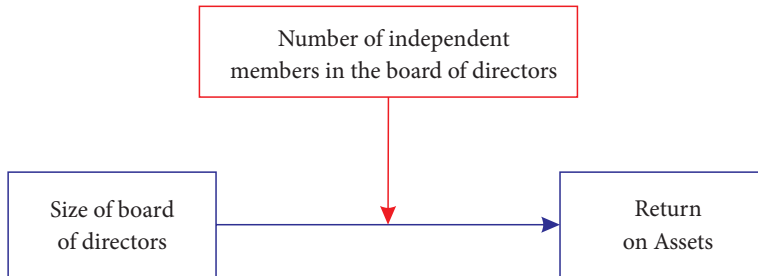 Number of independent
members in the board of directors
Size of board
of directors
Return
on Assets